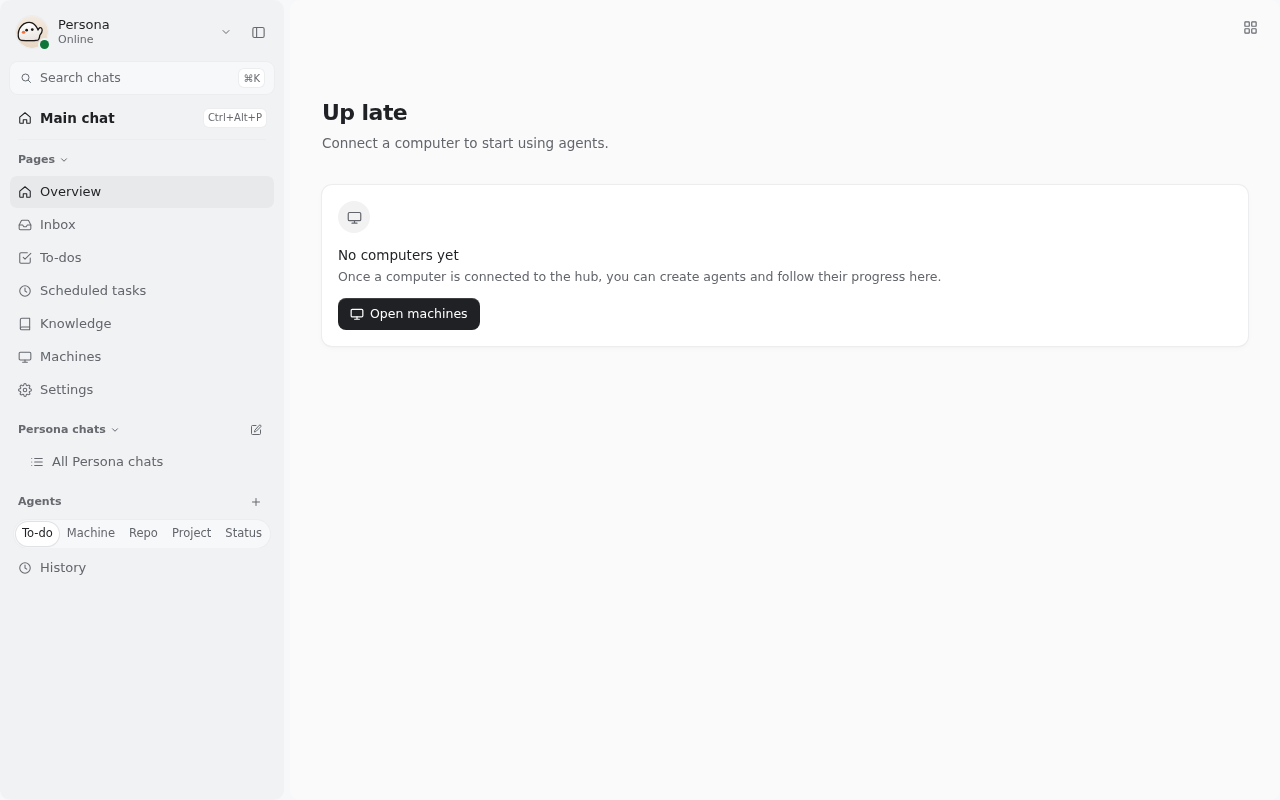 Persona
Online
Search chats
⌘K
Main chat
Ctrl+Alt+P
Pages
Overview
Inbox
To-dos
Scheduled tasks
Knowledge
Machines
Settings
Persona chats
All Persona chats
Agents
To-do Machine Repo Project Status
History
Up late
Connect a computer to start using agents.
No computers yet
Once a computer is connected to the hub, you can create agents and follow their progress here.
Open machines